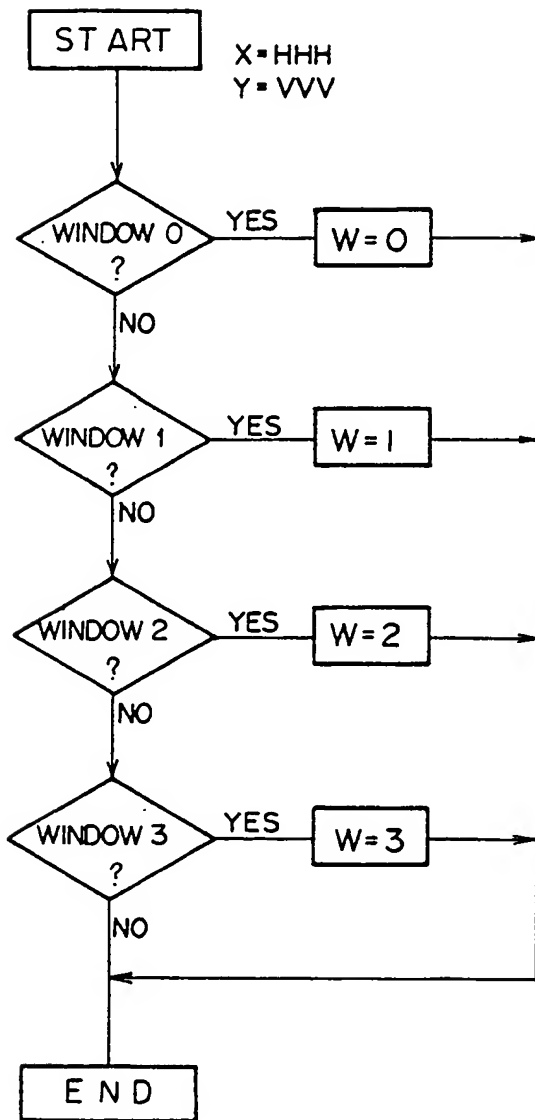 START
X=HHH
Y=VVV
WINDOW 0
?
YES
W=0
NO
WINDOW 1
?
YES
W=1
NO
WINDOW 2
?
YES
W=2
NO
WINDOW 3
?
YES
W=3
NO
END